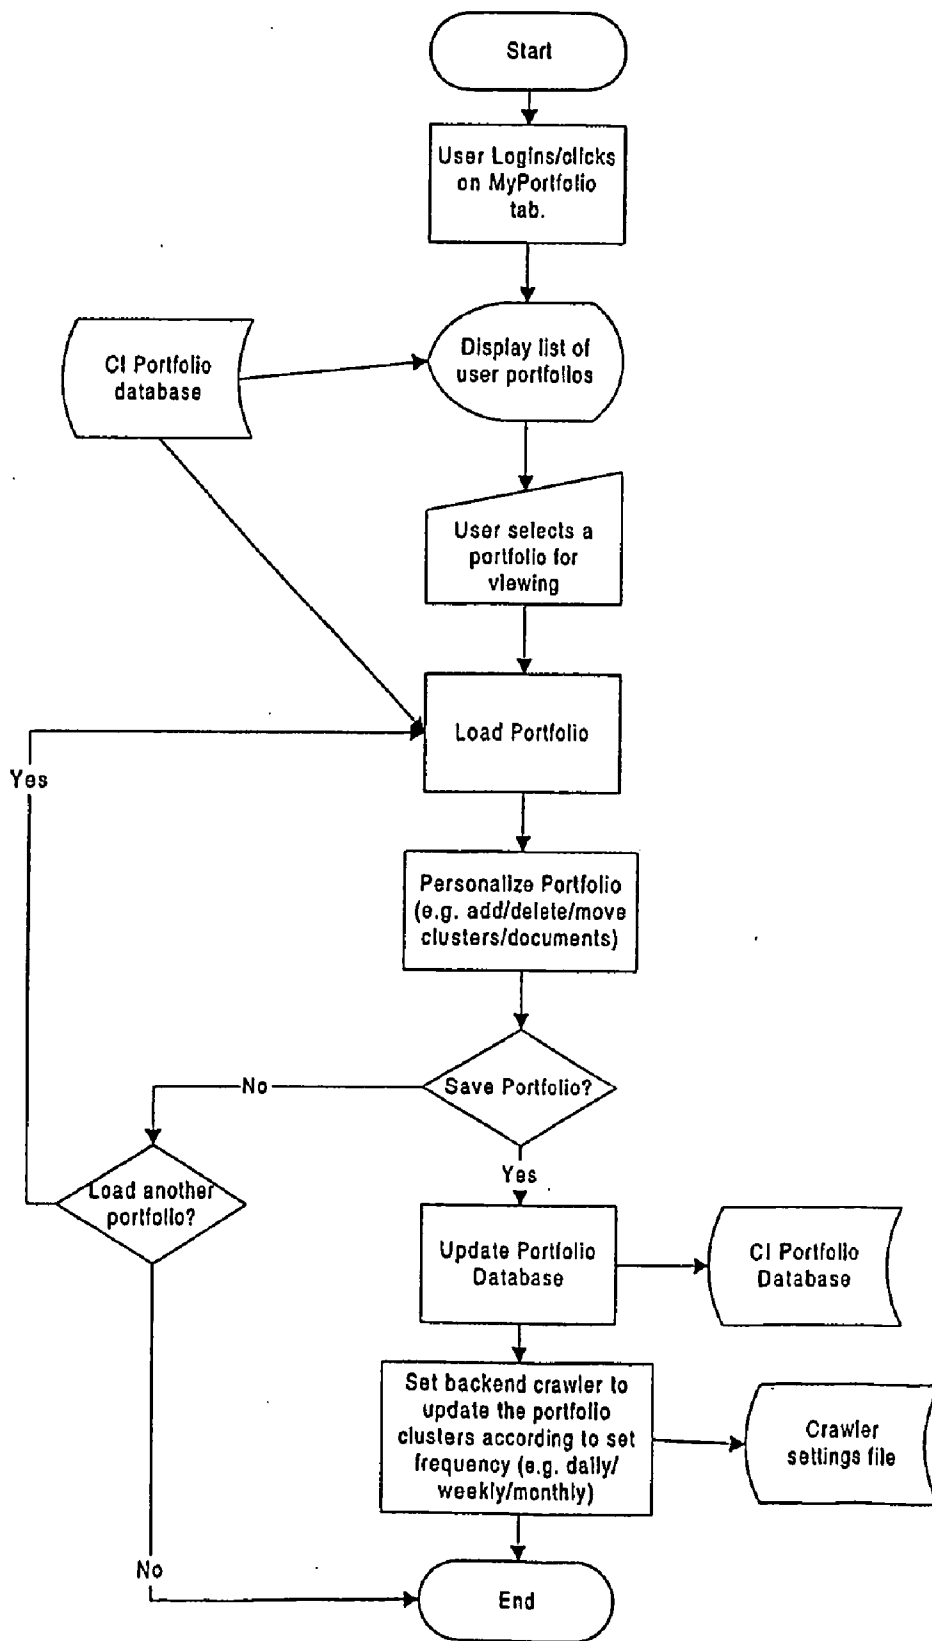 Start
User Logins/clicks
on MyPortfolio
tab.
CI Portfolio
database
Display list of
user portfolios
User selects a
portfolio for
viewing
Load Portfolio
Yes
Personalize Portfolio
(e.g. add/delete/move
clusters/documents)
Save Portfolio?
No
Load another
portfolio?
Yes
Update Portfolio
Database
CI Portfolio
Database
Set backend crawler to
update the portfolio
clusters according to set
frequency (e.g. daily/
weekly/monthly)
Crawler
settings file
No
End